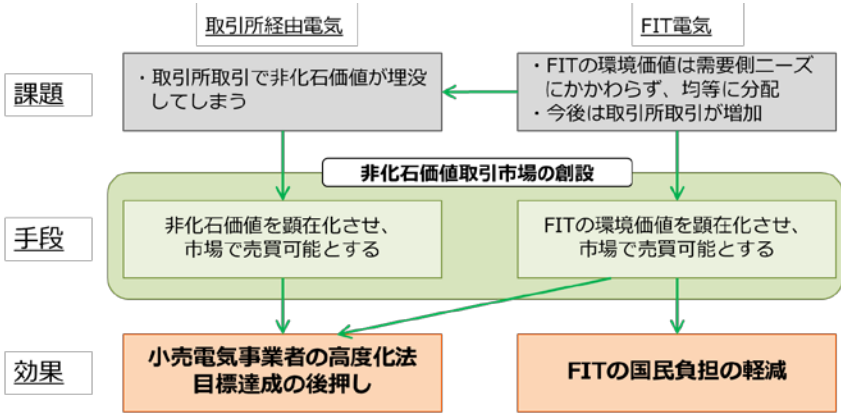 取引所経由電気
FIT電気
課題
・取引所取引で非化石価値が埋没
してしまう
・FITの環境価値は需要側ニーズ
にかかわらず、均等に分配
・今後は取引所取引が増加
非化石価値取引市場の創設
手段
非化石価値を顕在化させ、
市場で売買可能とする
FITの環境価値を顕在化させ、
市場で売買可能とする
効果
小売電気事業者の高度化法
目標達成の後押し
FITの国民負担の軽減